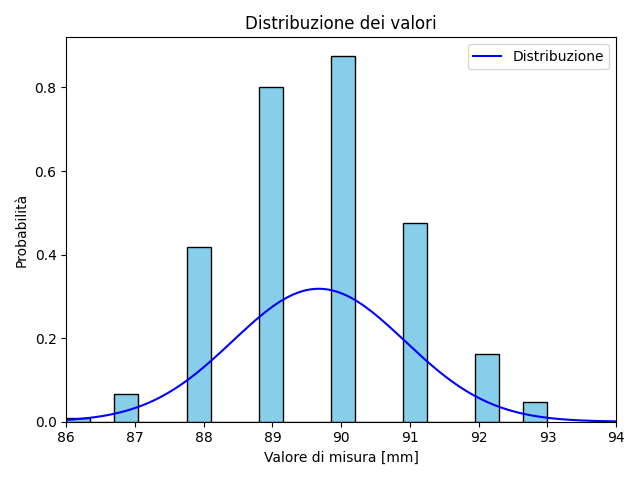 Distribuzione dei valori
Distribuzione
Probabilità
0.8
0.6
0.4
0.2
0.0
86 87 88 89 90 91 92 93 94
Valore di misura [mm]